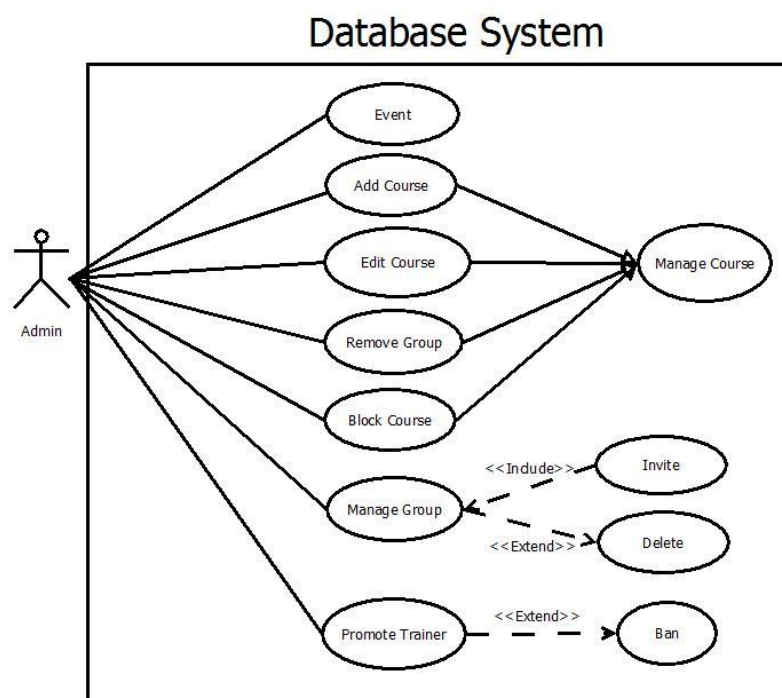 Database System
Event
Add Course
Edit Course
Manage Course
Admin
Remove Group
Block Course
<<Indude>>
Invite
Manage Group
<<Extend>>
Delete
<<Extend>>
Promote Trainer
Ban